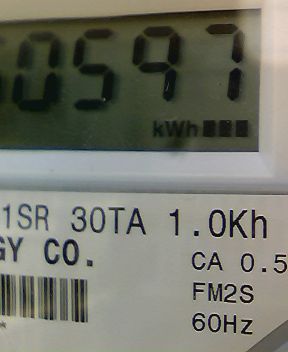 0597
kWh
1SR 30TA 1.0Kh
GY CO.
CA 0.5
FM2S
60Hz